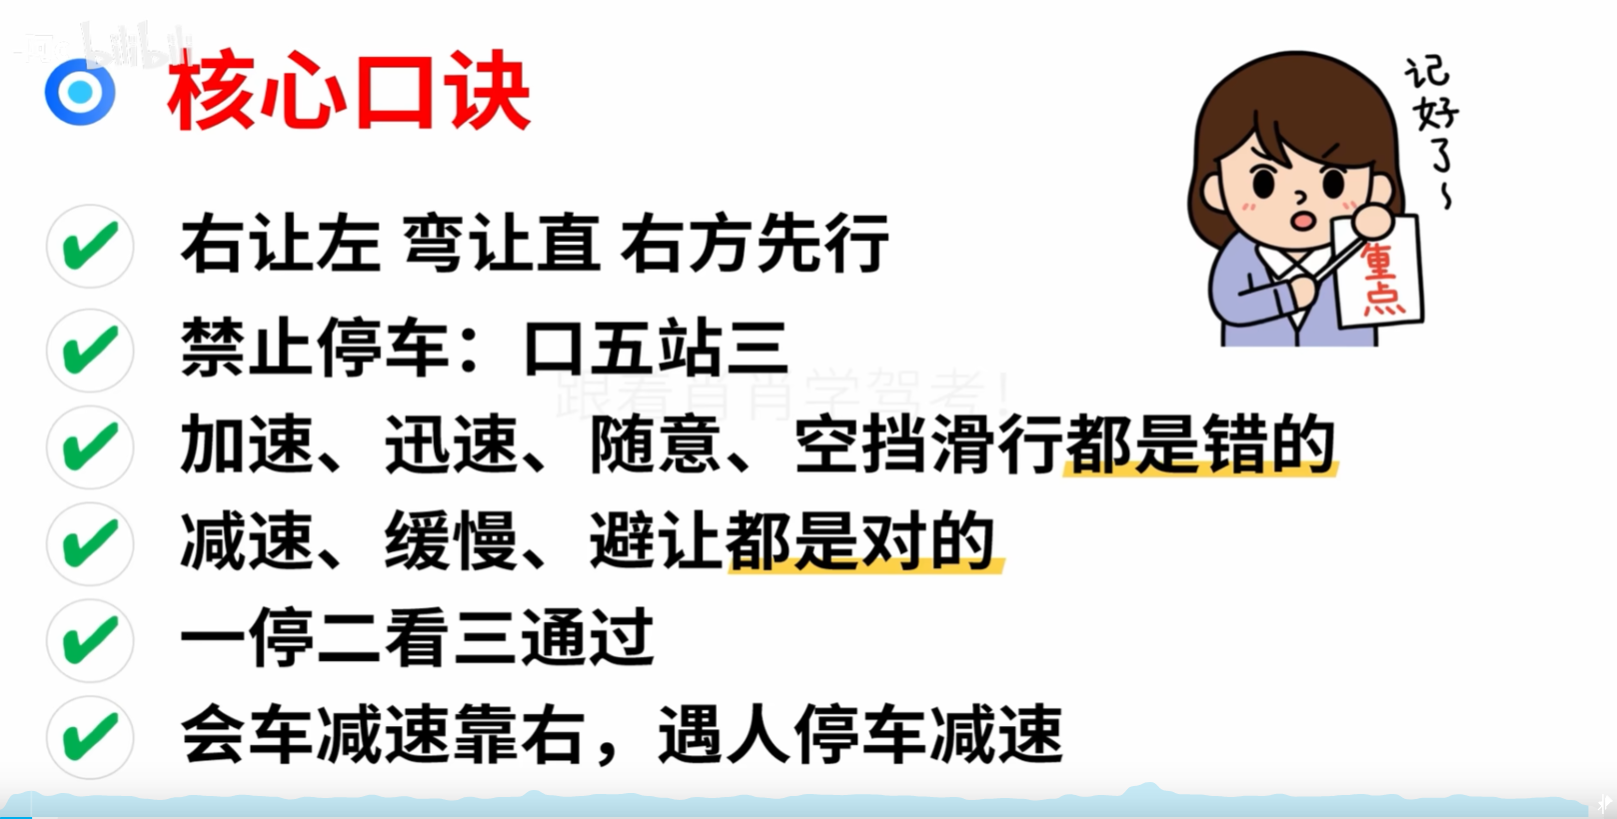 bilibili
核心口诀
记好了~
重点
右让左 弯让直 右方先行
禁止停车：口五站三
跟着肖肖学驾考！
加速、迅速、随意、空挡滑行都是错的
减速、缓慢、避让都是对的
一停二看三通过
会车减速靠右，遇人停车减速